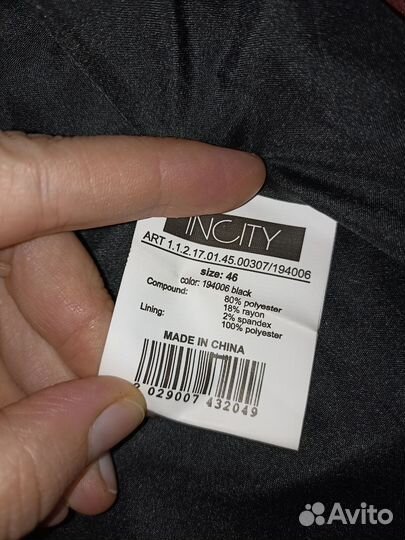 INCITY
ART 1.1.2.17.01.45.00307/194006
size: 46
color: 194006 black
Compound: 80% polyester
18% rayon
2% spandex
Lining: 100% polyester
MADE IN CHINA
2 029007 432049
Avito